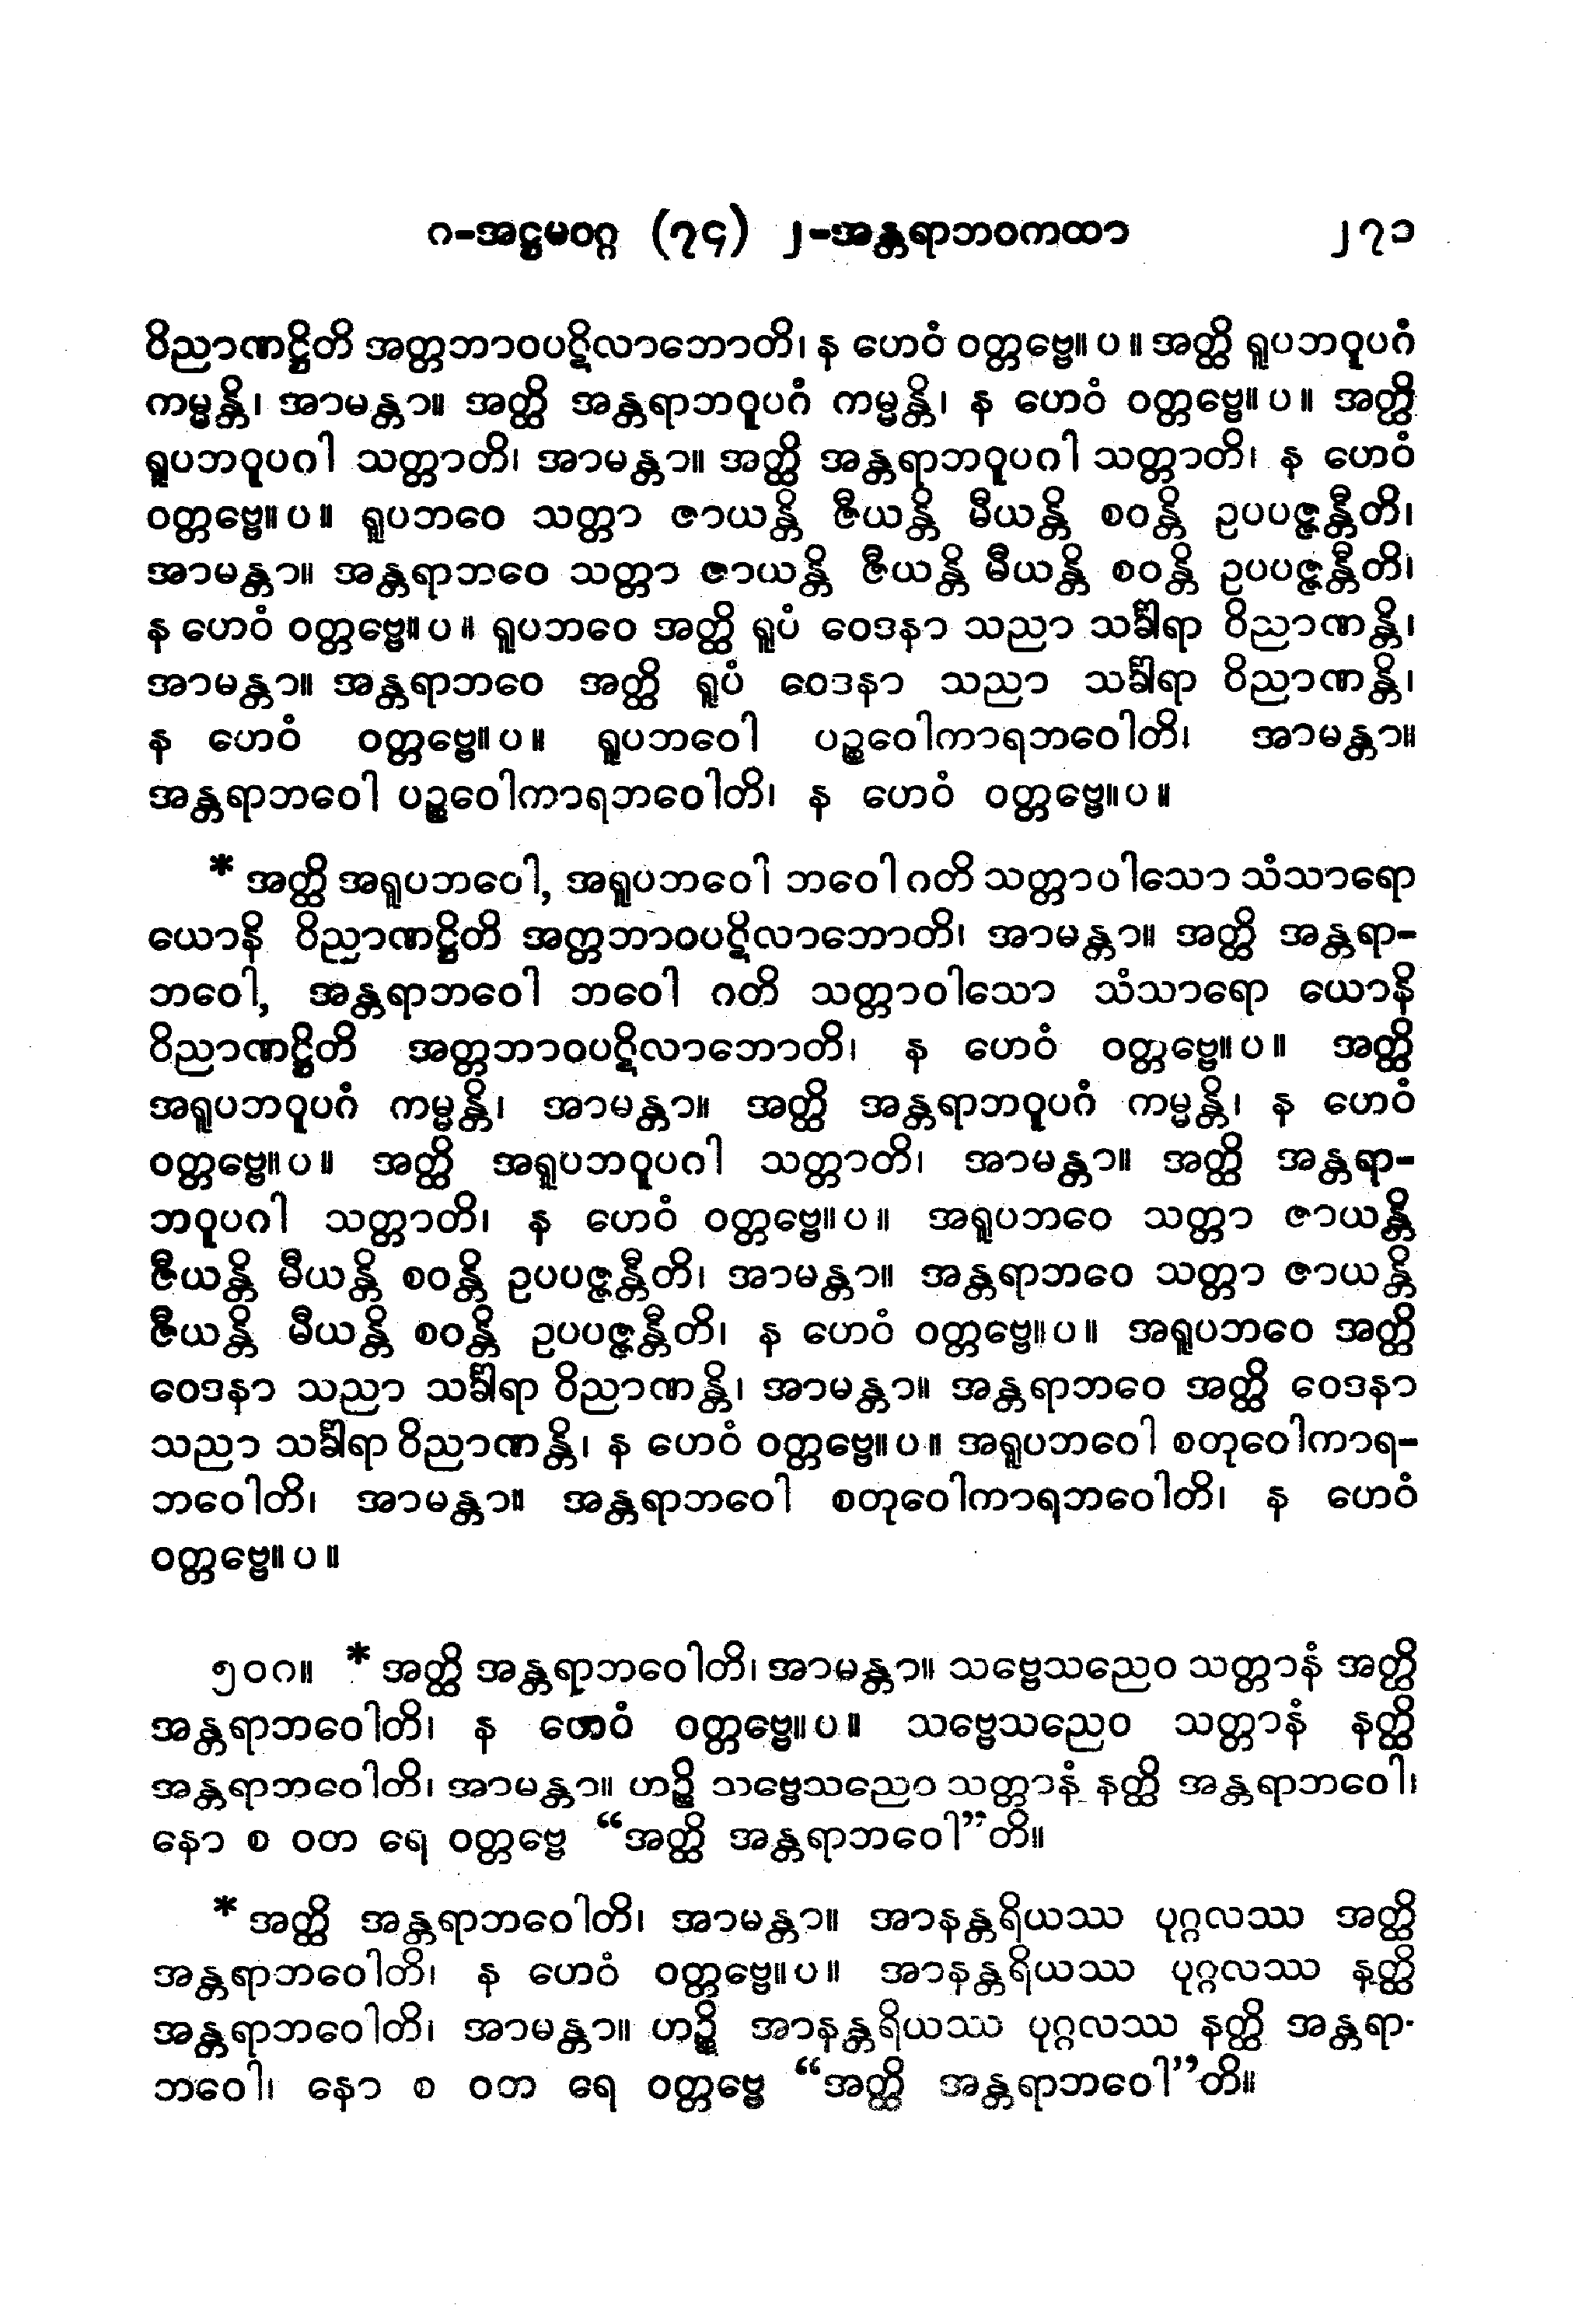 ဂ-အဋ္ဌမဝဂ္ဂ (၇၄) ၂-အန္တရာဘဝကထာ ၂၇၁
ဝိညာဏဋ္ဌိတိ အတ္တဘာဝပဋိလာဘောတိ၊ န ဟေဝံ ဝတ္တဗ္ဗေ။ပ။ အတ္ထိ ရူပဘဝူပဂံ
ကမ္မန္တိ၊ အာမန္တာ။ အတ္ထိ အန္တရာဘဝူပဂံ ကမ္မန္တိ၊ န ဟေဝံ ဝတ္တဗ္ဗေ။ပ။ အတ္ထိ
ရူပဘဝူပဂါ သတ္တာတိ၊ အာမန္တာ။ အတ္ထိ အန္တရာဘဝူပဂါ သတ္တာတိ၊ န ဟေဝံ
ဝတ္တဗ္ဗေ။ပ။ ရူပဘဝေ သတ္တာ ဇာယန္တိ ဇီယန္တိ မီယန္တိ စဝန္တိ ဥပပဇ္ဇန္တီတိ၊
အာမန္တာ။ အန္တရာဘဝေ သတ္တာ ဇာယန္တိ ဇီယန္တိ မီယန္တိ စဝန္တိ ဥပပဇ္ဇန္တီတိ၊
န ဟေဝံ ဝတ္တဗ္ဗေ။ပ။ ရူပဘဝေ အတ္ထိ ရူပံ ဝေဒနာ သညာ သင်္ခါရာ ဝိညာဏန္တိ၊
အာမန္တာ။ အန္တရာဘဝေ အတ္ထိ ရူပံ ဝေဒနာ သညာ သင်္ခါရာ ဝိညာဏန္တိ၊
န ဟေဝံ ဝတ္တဗ္ဗေ။ပ။ ရူပဘဝေါ ပဉ္စဝေါကာရဘဝေါတိ၊ အာမန္တာ။
အန္တရာဘဝေါ ပဉ္စဝေါကာရဘဝေါတိ၊ န ဟေဝံ ဝတ္တဗ္ဗေ။ပ။
* အတ္ထိ အရူပဘဝေါ, အရူပဘဝေါ ဘဝေါ ဂတိ သတ္တာဝါသော သံသာရော
ယောနိ ဝိညာဏဋ္ဌိတိ အတ္တဘာဝပဋိလာဘောတိ၊ အာမန္တာ။ အတ္ထိ အန္တရာ-
ဘဝေါ, အန္တရာဘဝေါ ဘဝေါ ဂတိ သတ္တာဝါသော သံသာရော ယောနိ
ဝိညာဏဋ္ဌိတိ အတ္တဘာဝပဋိလာဘောတိ၊ န ဟေဝံ ဝတ္တဗ္ဗေ။ပ။ အတ္ထိ
အရူပဘဝူပဂံ ကမ္မန္တိ၊ အာမန္တာ။ အတ္ထိ အန္တရာဘဝူပဂံ ကမ္မန္တိ၊ န ဟေဝံ
ဝတ္တဗ္ဗေ။ပ။ အတ္ထိ အရူပဘဝူပဂါ သတ္တာတိ၊ အာမန္တာ။ အတ္ထိ အန္တရာ-
ဘဝူပဂါ သတ္တာတိ၊ န ဟေဝံ ဝတ္တဗ္ဗေ။ပ။ အရူပဘဝေ သတ္တာ ဇာယန္တိ
ဇီယန္တိ မီယန္တိ စဝန္တိ ဥပပဇ္ဇန္တီတိ၊ အာမန္တာ။ အန္တရာဘဝေ သတ္တာ ဇာယန္တိ
ဇီယန္တိ မီယန္တိ စဝန္တိ ဥပပဇ္ဇန္တီတိ၊ န ဟေဝံ ဝတ္တဗ္ဗေ။ပ။ အရူပဘဝေ အတ္ထိ
ဝေဒနာ သညာ သင်္ခါရာ ဝိညာဏန္တိ၊ အာမန္တာ။ အန္တရာဘဝေ အတ္ထိ ဝေဒနာ
သညာ သင်္ခါရာ ဝိညာဏန္တိ၊ န ဟေဝံ ဝတ္တဗ္ဗေ။ပ။ အရူပဘဝေါ စတုဝေါကာရ-
ဘဝေါတိ၊ အာမန္တာ။ အန္တရာဘဝေါ စတုဝေါကာရဘဝေါတိ၊ န ဟေဝံ
ဝတ္တဗ္ဗေ။ပ။
၅၀ဂ။ * အတ္ထိ အန္တရာဘဝေါတိ၊ အာမန္တာ။ သဗ္ဗေသညေဝ သတ္တာနံ အတ္ထိ
အန္တရာဘဝေါတိ၊ န ဟေဝံ ဝတ္တဗ္ဗေ။ပ။ သဗ္ဗေသညေဝ သတ္တာနံ နတ္ထိ
အန္တရာဘဝေါတိ၊ အာမန္တာ။ ဟဉ္စိ သဗ္ဗေသညေဝ သတ္တာနံ နတ္ထိ အန္တရာဘဝေါ၊
နော စ ဝတ ရေ ဝတ္တဗ္ဗေ “အတ္ထိ အန္တရာဘဝေါ”တိ။
* အတ္ထိ အန္တရာဘဝေါတိ၊ အာမန္တာ။ အာနန္တရိယဿ ပုဂ္ဂလဿ အတ္ထိ
အန္တရာဘဝေါတိ၊ န ဟေဝံ ဝတ္တဗ္ဗေ။ပ။ အာနန္တရိယဿ ပုဂ္ဂလဿ နတ္ထိ
အန္တရာဘဝေါတိ၊ အာမန္တာ။ ဟဉ္စိ အာနန္တရိယဿ ပုဂ္ဂလဿ နတ္ထိ အန္တရာ-
ဘဝေါ၊ နော စ ဝတ ရေ ဝတ္တဗ္ဗေ “အတ္ထိ အန္တရာဘဝေါ”တိ။